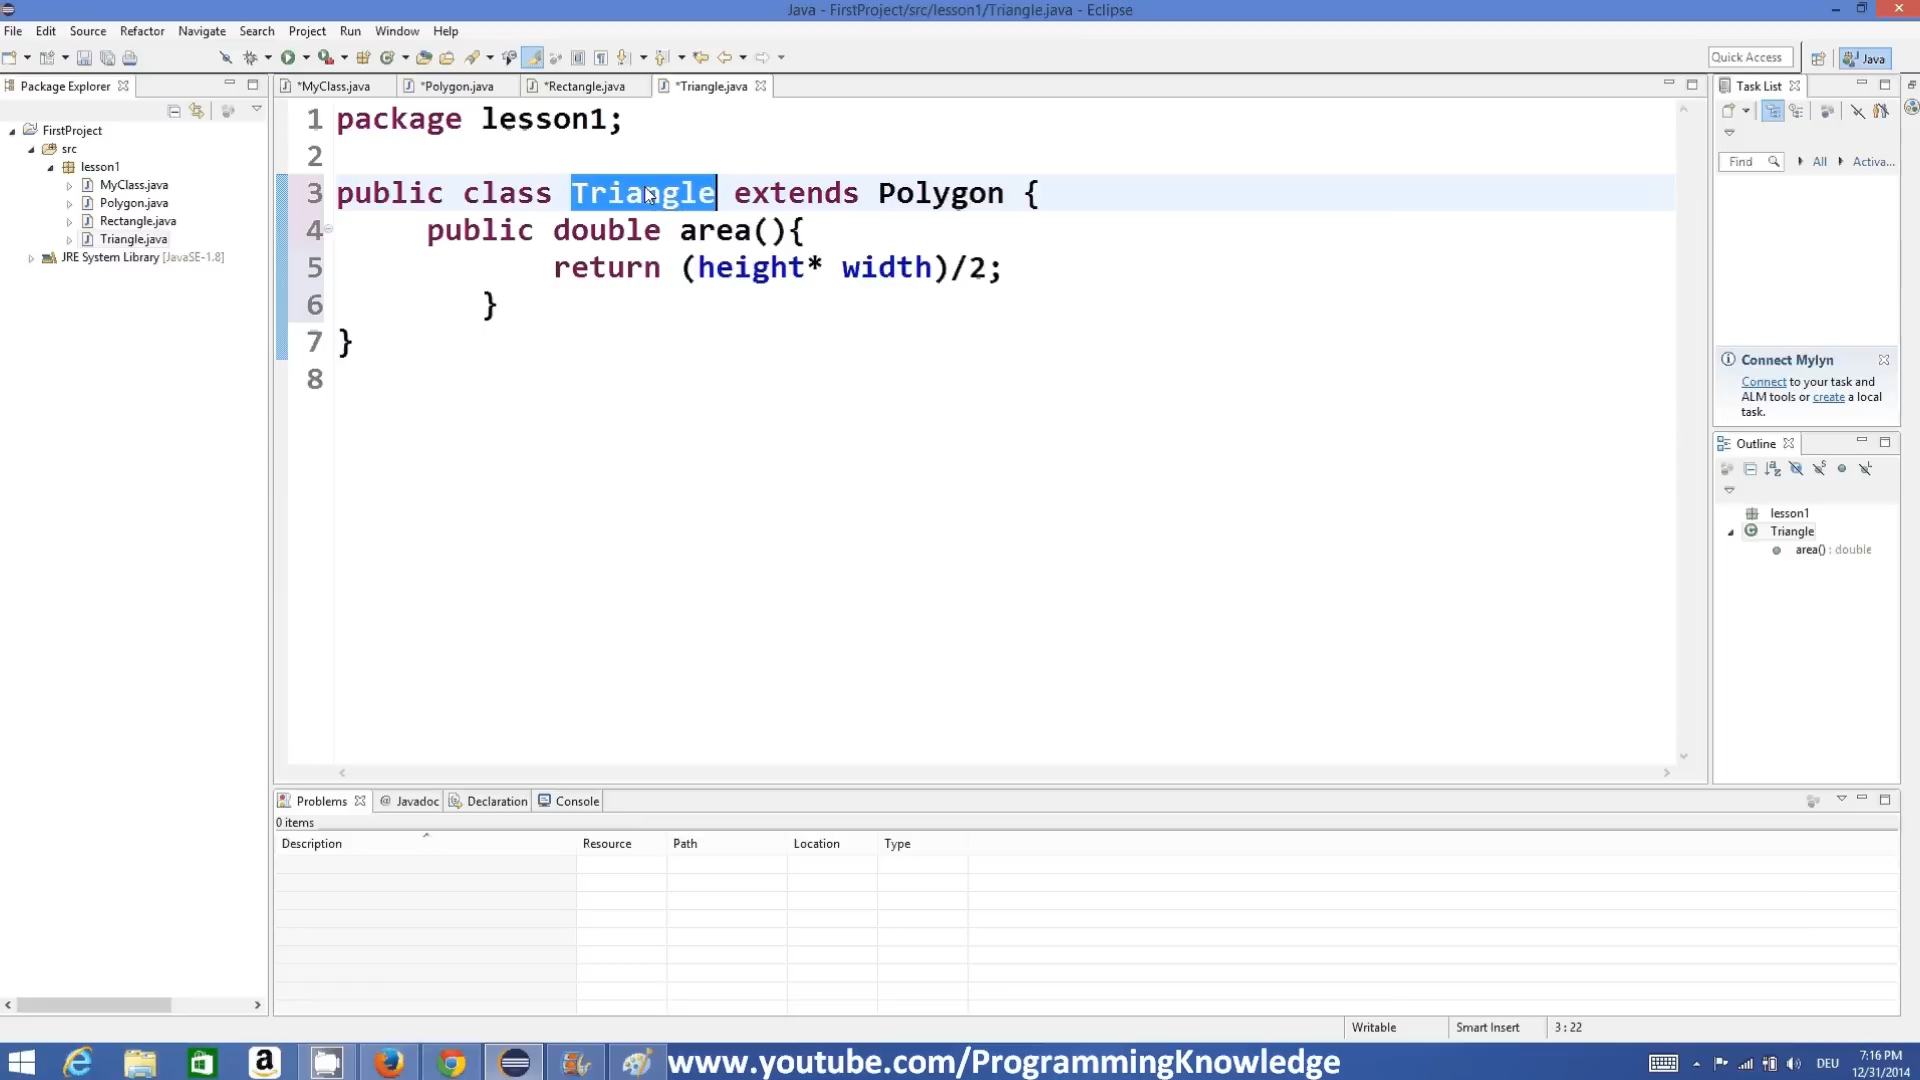 Java - FirstProject/src/lesson1/Triangle.java - Eclipse
File Edit Source Refactor Navigate Search Project Run Window Help
Quick Access Java
Package Explorer
FirstProject
src
lesson1
MyClass.java
Polygon.java
Rectangle.java
Triangle.java
JRE System Library [JavaSE-1.8]
*MyClass.java *Polygon.java *Rectangle.java *Triangle.java
1 package lesson1;
2
3 public class Triangle extends Polygon {
4 public double area(){
5 return (height* width)/2;
6 }
7 }
8
Task List
Find All Activa...
Connect Mylyn
Connect to your task and
ALM tools or create a local
task.
Outline
lesson1
Triangle
area() : double
Problems @ Javadoc Declaration Console
0 items
Description Resource Path Location Type
Writable Smart Insert 3 : 22
www.youtube.com/ProgrammingKnowledge
DEU
7:16 PM
12/31/2014